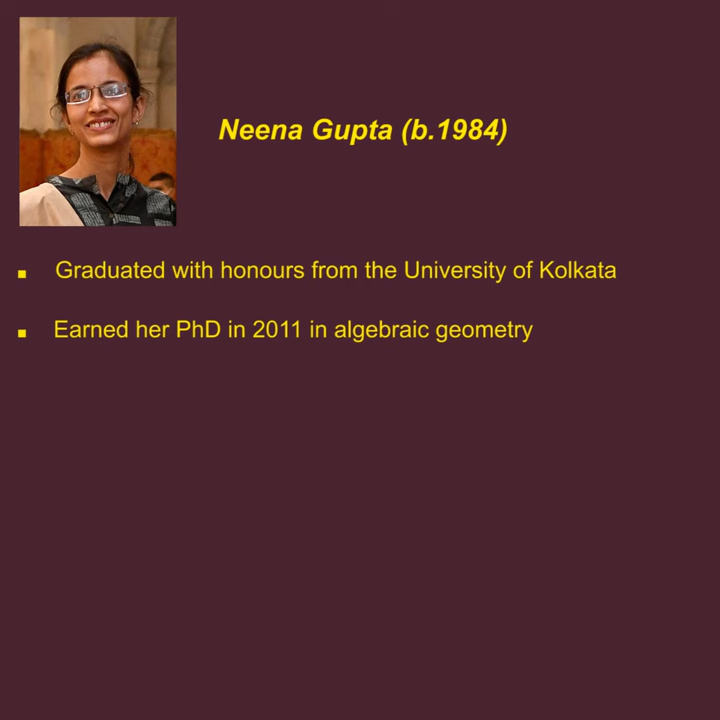 Neena Gupta (b.1984)
▪ Graduated with honours from the University of Kolkata
▪ Earned her PhD in 2011 in algebraic geometry